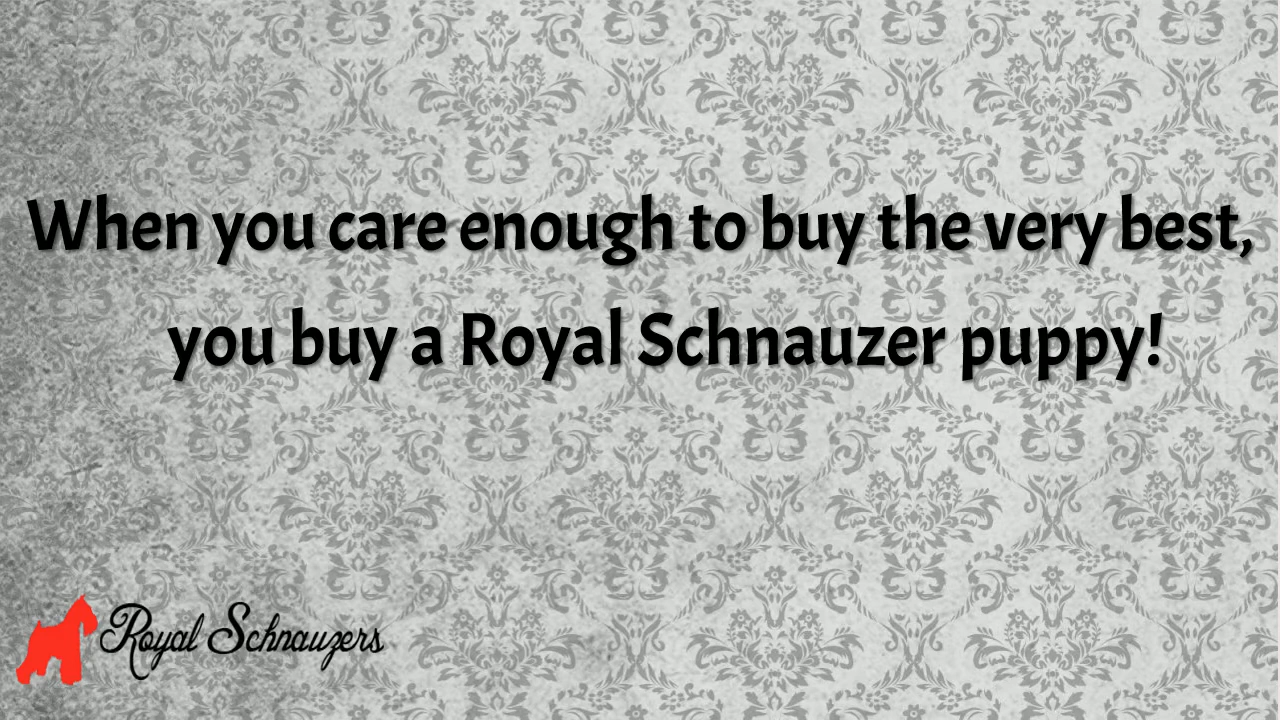 When you care enough to buy the very best,
you buy a Royal Schnauzer puppy!
Royal Schnauzers